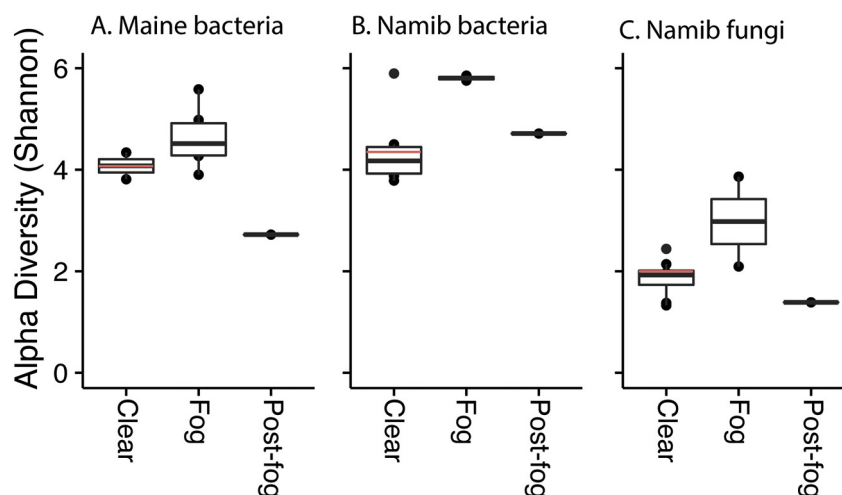 A. Maine bacteria
B. Namib bacteria
C. Namib fungi
Alpha Diversity (Shannon)
6
4
2
0
Clear
Fog
Post-fog
Clear
Fog
Post-fog
Clear
Fog
Post-fog